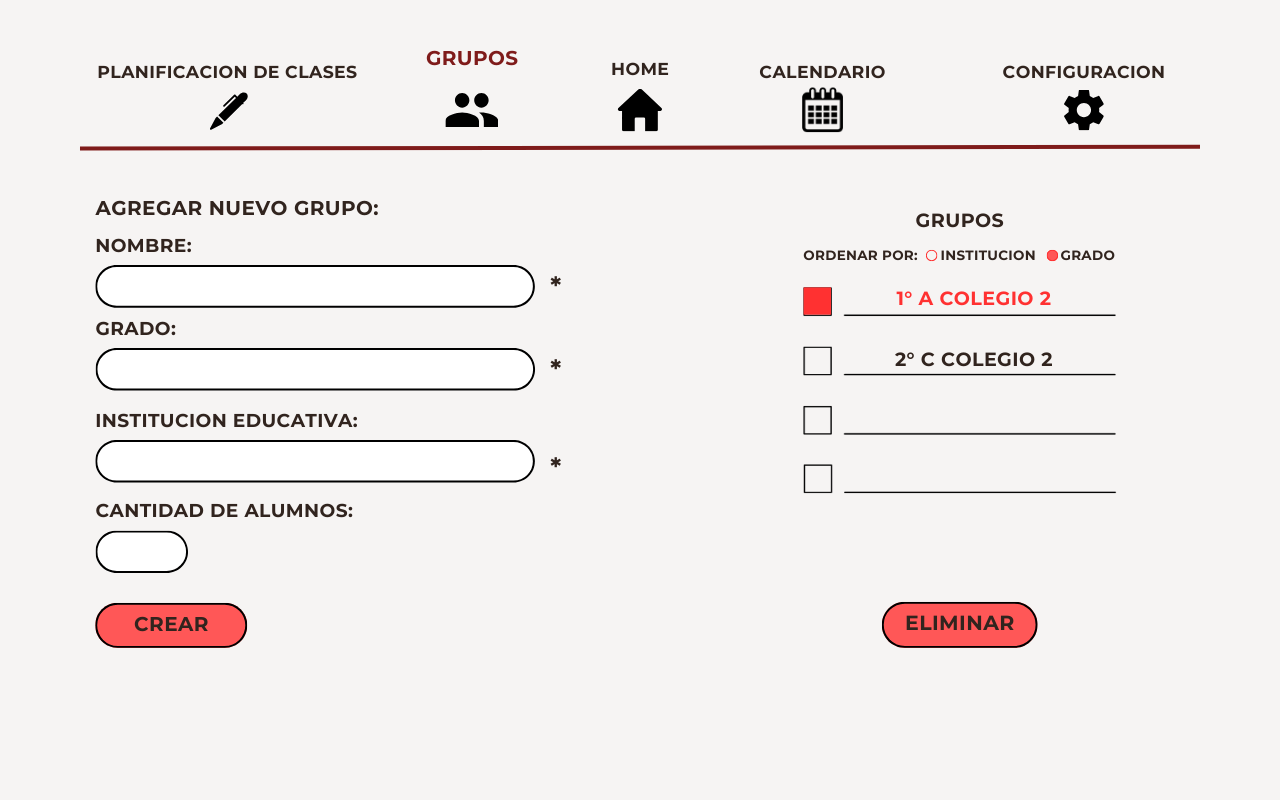 PLANIFICACION DE CLASES
GRUPOS
HOME
CALENDARIO
CONFIGURACION
AGREGAR NUEVO GRUPO:
NOMBRE:
*
GRADO:
*
INSTITUCION EDUCATIVA:
*
CANTIDAD DE ALUMNOS:
CREAR
GRUPOS
ORDENAR POR: INSTITUCION GRADO
1° A COLEGIO 2
2° C COLEGIO 2
ELIMINAR